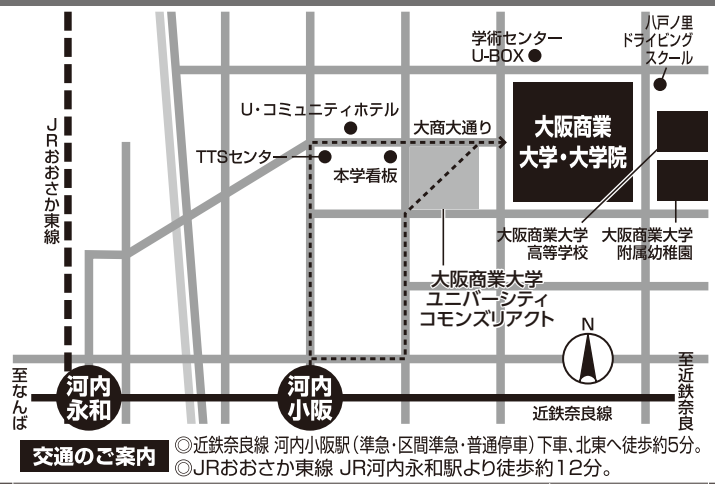 八戸ノ里
ドライビング
スクール
学術センター
U-BOX
U・コミュニティホテル
大商大通り
大阪商業
大学・大学院
TTSセンター
本学看板
JRおおさか東線
大阪商業大学
高等学校
大阪商業大学
附属幼稚園
大阪商業大学
ユニバーシティ
コモンズリアクト
N
至なんば
河内
永和
河内
小阪
近鉄奈良線
至近鉄奈良
交通のご案内
◎近鉄奈良線 河内小阪駅(準急・区間準急・普通停車)下車、北東へ徒歩約5分。
◎JRおおさか東線 JR河内永和駅より徒歩約12分。